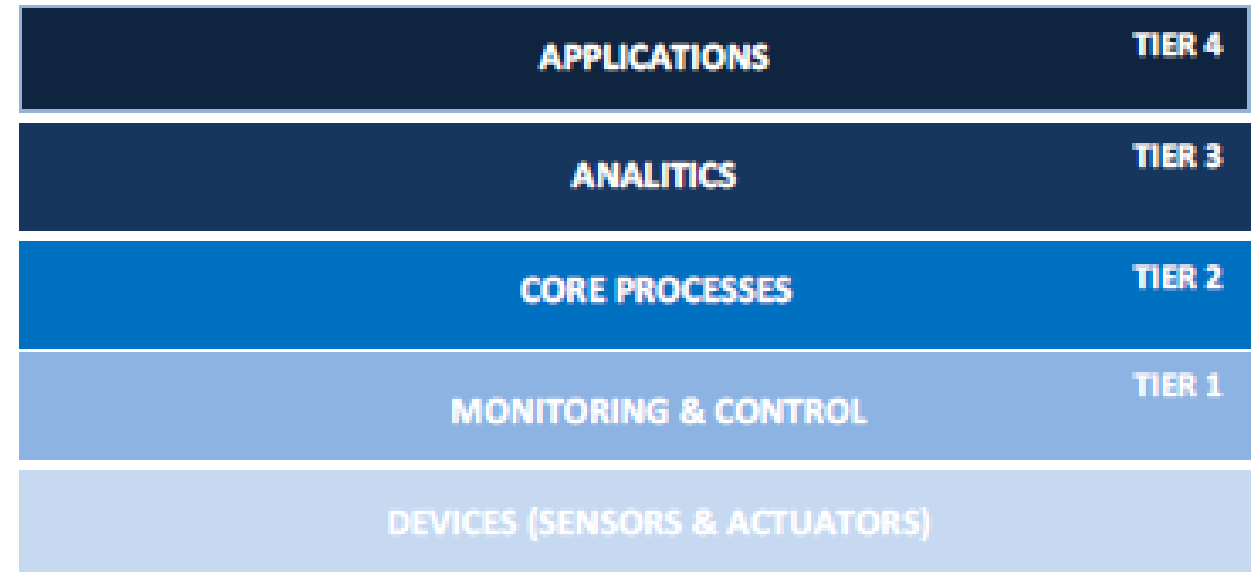 APPLICATIONS TIER 4
ANALITICS TIER 3
CORE PROCESSES TIER 2
MONITORING & CONTROL TIER 1
DEVICES (SENSORS & ACTUATORS)